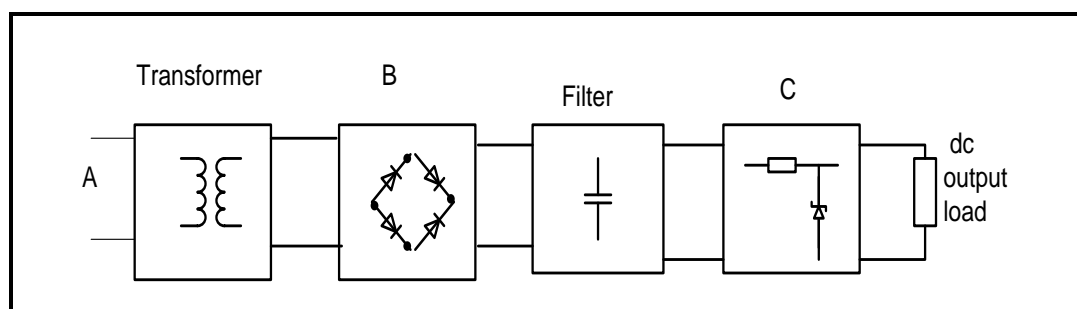 Transformer
B
Filter
C
A
dc
output
load